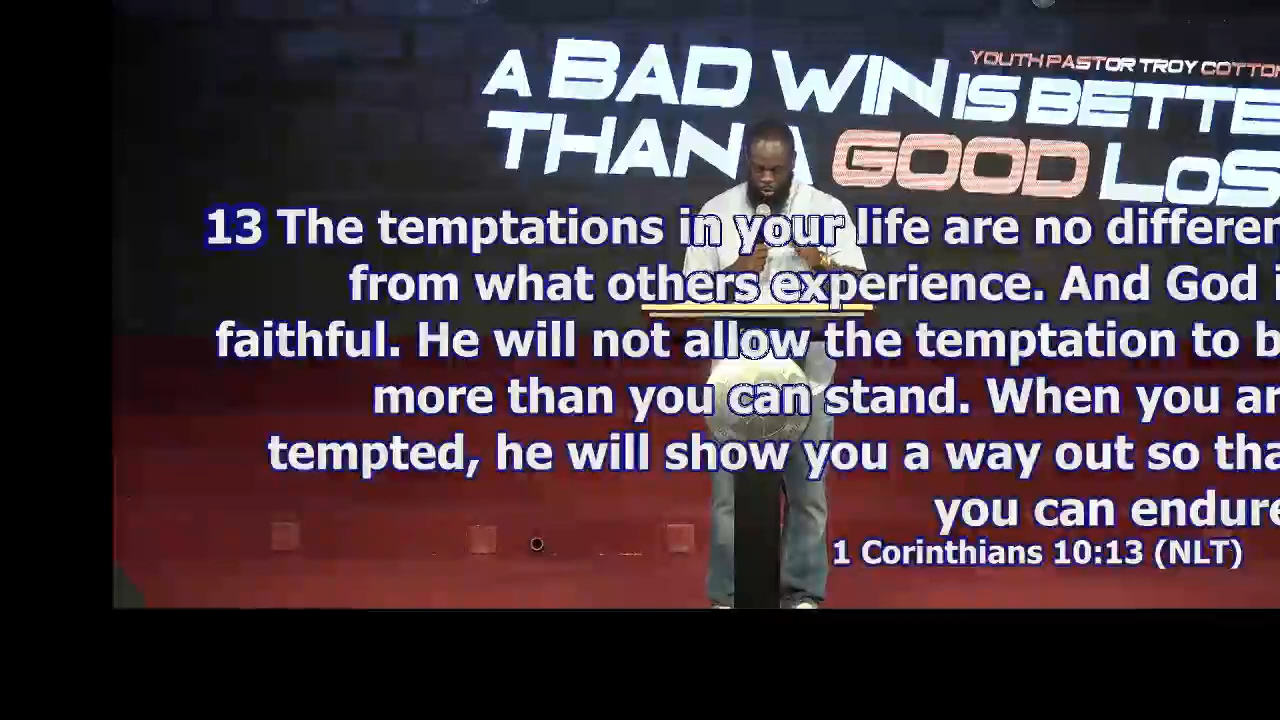 YOUTH PASTOR TROY COTTON
A BAD WIN IS BETTE
THAN A GOOD LOS
13 The temptations in your life are no differen
from what others experience. And God i
faithful. He will not allow the temptation to b
more than you can stand. When you ar
tempted, he will show you a way out so tha
you can endure
1 Corinthians 10:13 (NLT)